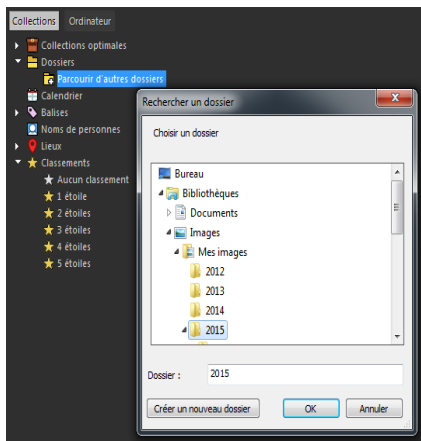 Collections Ordinateur
Collections optimales
Dossiers
Parcourir d'autres dossiers
Calendrier
Balises
Noms de personnes
Lieux
Classements
Aucun classement
1 étoile
2 étoiles
3 étoiles
4 étoiles
5 étoiles
Rechercher un dossier
Choisir un dossier
Bureau
Bibliothèques
Documents
Images
Mes images
2012
2013
2014
2015
Dossier : 2015
Créer un nouveau dossier OK Annuler